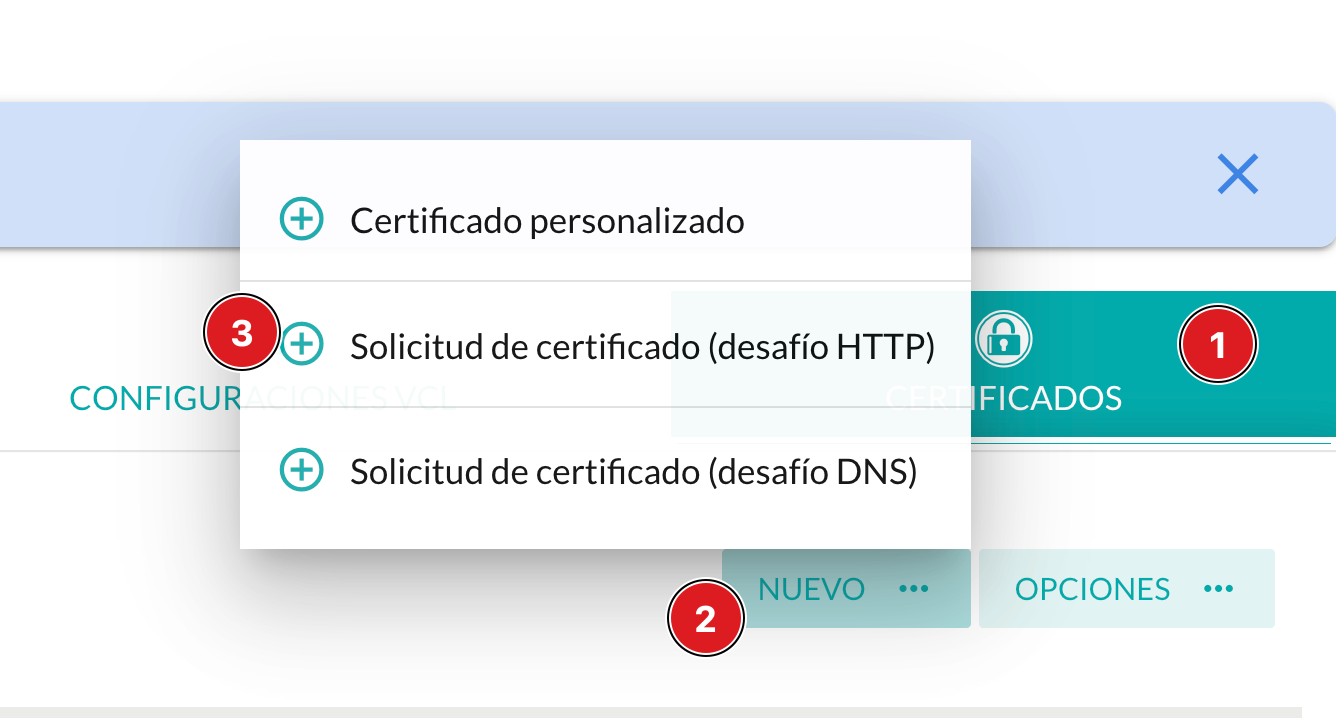 Certificado personalizado
3
Solicitud de certificado (desafío HTTP)
1
CONFIGURACIONES VCL
CERTIFICADOS
Solicitud de certificado (desafío DNS)
2
NUEVO ···
OPCIONES ···